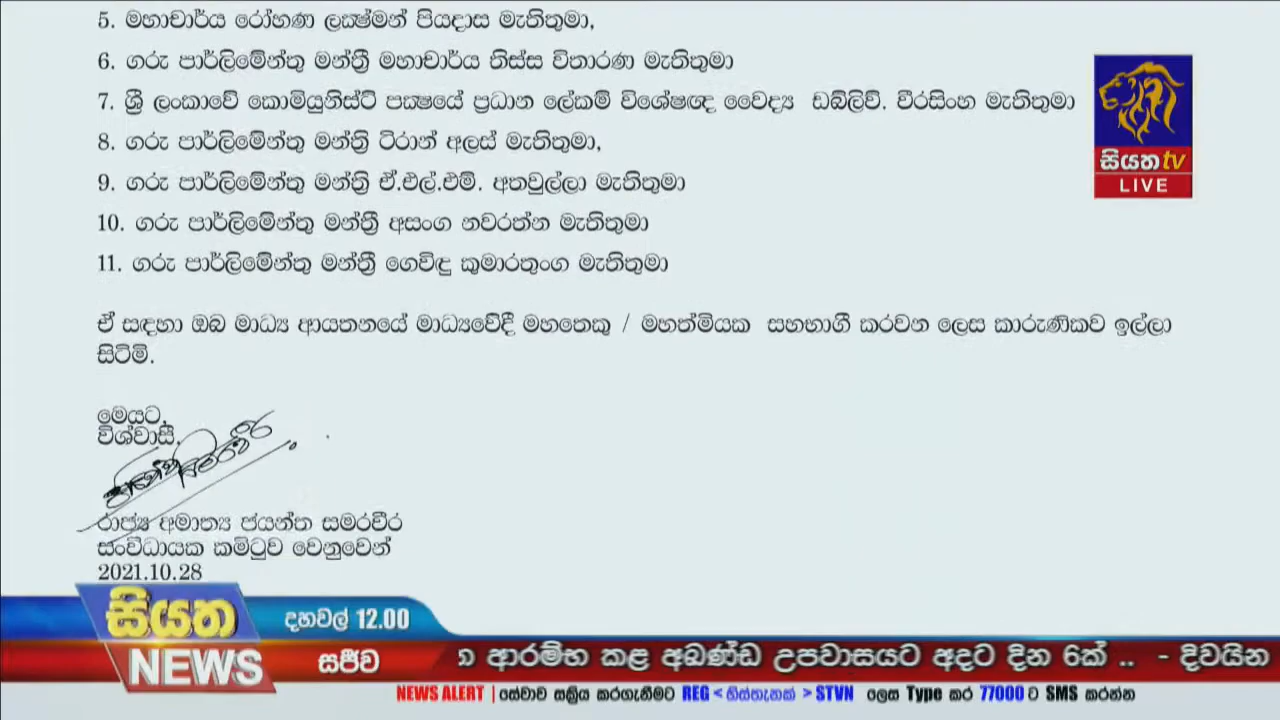 5. මහාචාර්ය රෝහණ ලක්ෂ්මන් පියදාස මැතිතුමා,
6. ගරු පාර්ලිමේන්තු මන්ත්‍රී මහාචාර්ය තිස්ස විතාරණ මැතිතුමා
7. ශ්‍රී ලංකාවේ කොමියුනිස්ට් පක්ෂයේ ප්‍රධාන ලේකම් විශේෂඥ වෛද්‍ය ඩබ්ලිව්. වීරසිංහ මැතිතුමා
8. ගරු පාර්ලිමේන්තු මන්ත්‍රි ටිරාන් අලස් මැතිතුමා,
9. ගරු පාර්ලිමේන්තු මන්ත්‍රි ඒ.එල්.එම්. අතවුල්ලා මැතිතුමා
10. ගරු පාර්ලිමේන්තු මන්ත්‍රී අසංග නවරත්න මැතිතුමා
11. ගරු පාර්ලිමේන්තු මන්ත්‍රී ගෙවිඳු කුමාරතුංග මැතිතුමා
ඒ සඳහා ඔබ මාධ්‍ය ආයතනයේ මාධ්‍යවේදී මහතෙකු / මහත්මියක සහභාගී කරවන ලෙස කාරුණිකව ඉල්ලා
සිටිමි.
මෙයට,
විශ්වාසී,
රාජ්‍ය අමාත්‍ය ජයන්ත සමරවීර
සංවිධායක කමිටුව වෙනුවෙන්
2021.10.28
සියත tv
LIVE
සියත
NEWS
දහවල් 12.00
සජීව
ආරම්භ කළ අඛණ්ඩ උපවාසයට අදට දින 6ක් .. - දිවයින
NEWS ALERT | සේවාව සක්‍රිය කරගැනීමට REG < හිස්තැනක් > STVN ලෙස Type කර 77000 ට SMS කරන්න